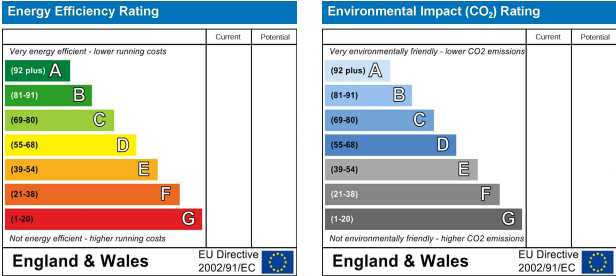 Energy Efficiency Rating
Current Potential
Very energy efficient - lower running costs
(92 plus) A
(81-91) B
(69-80) C
(55-68) D
(39-54) E
(21-38) F
(1-20) G
Not energy efficient - higher running costs
England & Wales
EU Directive
2002/91/EC
Environmental Impact (CO₂) Rating
Current Potential
Very environmentally friendly - lower CO2 emissions
(92 plus) A
(81-91) B
(69-80) C
(55-68) D
(39-54) E
(21-38) F
(1-20) G
Not environmentally friendly - higher CO2 emissions
England & Wales
EU Directive
2002/91/EC